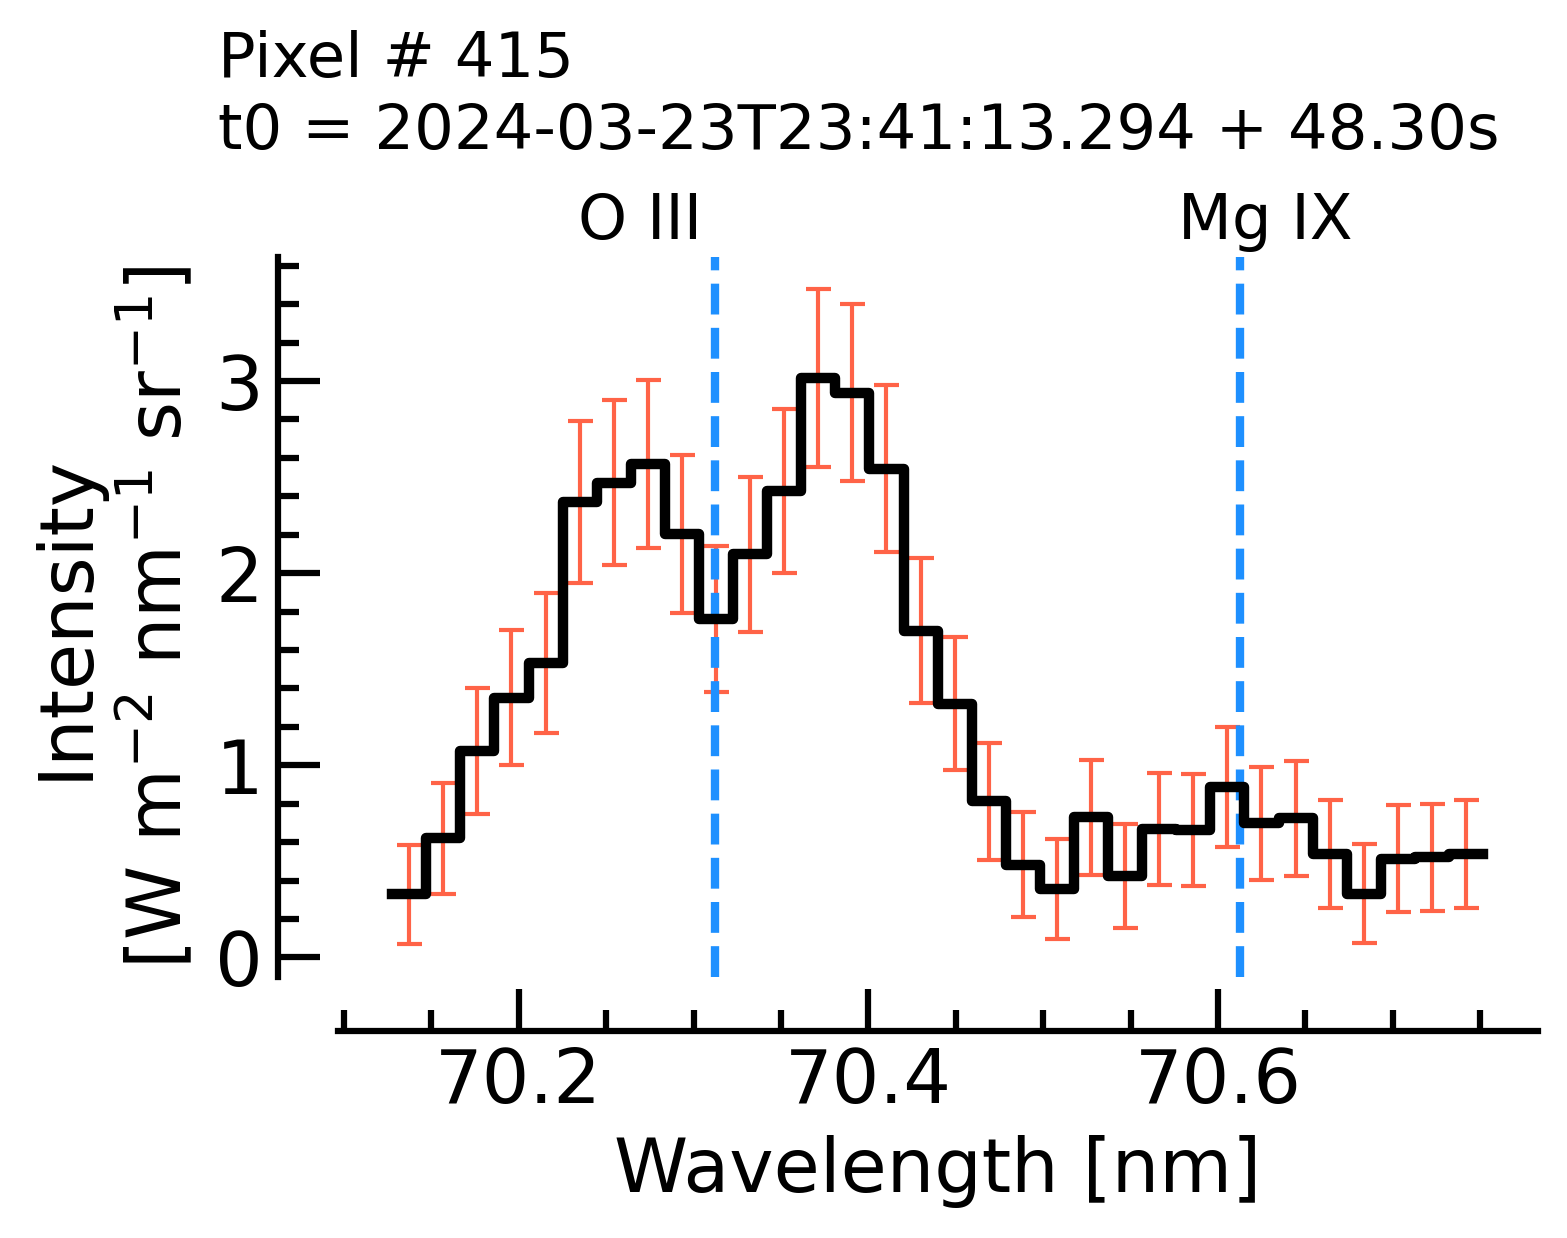 Pixel # 415
t0 = 2024-03-23T23:41:13.294 + 48.30s
O III
Mg IX
Intensity
[W m⁻² nm⁻¹ sr⁻¹]
3
2
1
0
70.2
70.4
70.6
Wavelength [nm]